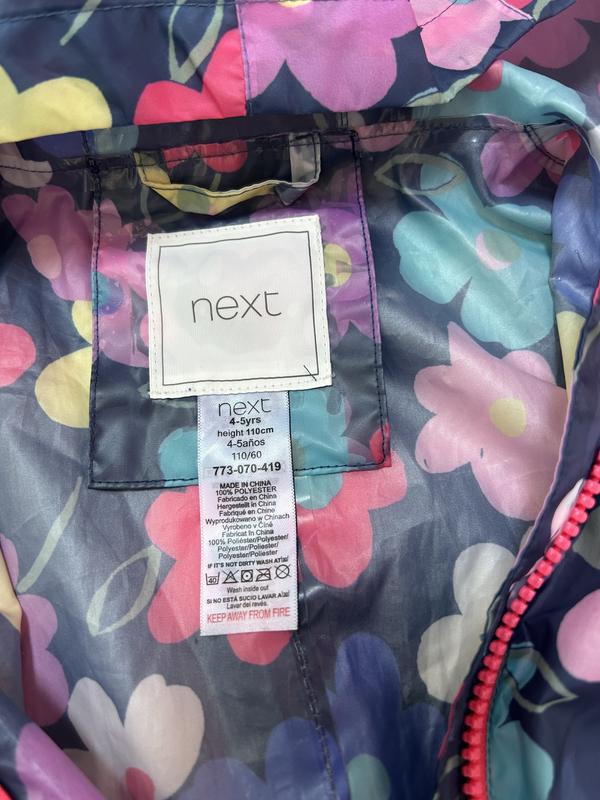 next
next
4-5yrs
height 110cm
4-5años
110/60
773-070-419
MADE IN CHINA
100% POLYESTER
Fabricado en China
Hergestellt in China
Fabriqué en Chine
Wyprodukowano w Chinach
Vyrobeno v Číně
Fabricat în China
100% Poliéster/Polyester/
Polyester/Poliester/
IF IT'S NOT DIRTY WASH AT
40
Wash inside out
SI NO ESTÁ SUCIO LAVAR A
Lavar del revés.
KEEP AWAY FROM FIRE